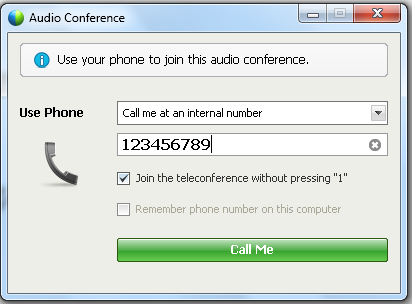 Audio Conference
Use your phone to join this audio conference.
Use Phone
Call me at an internal number
123456789
Join the teleconference without pressing "1"
Remember phone number on this computer
Call Me